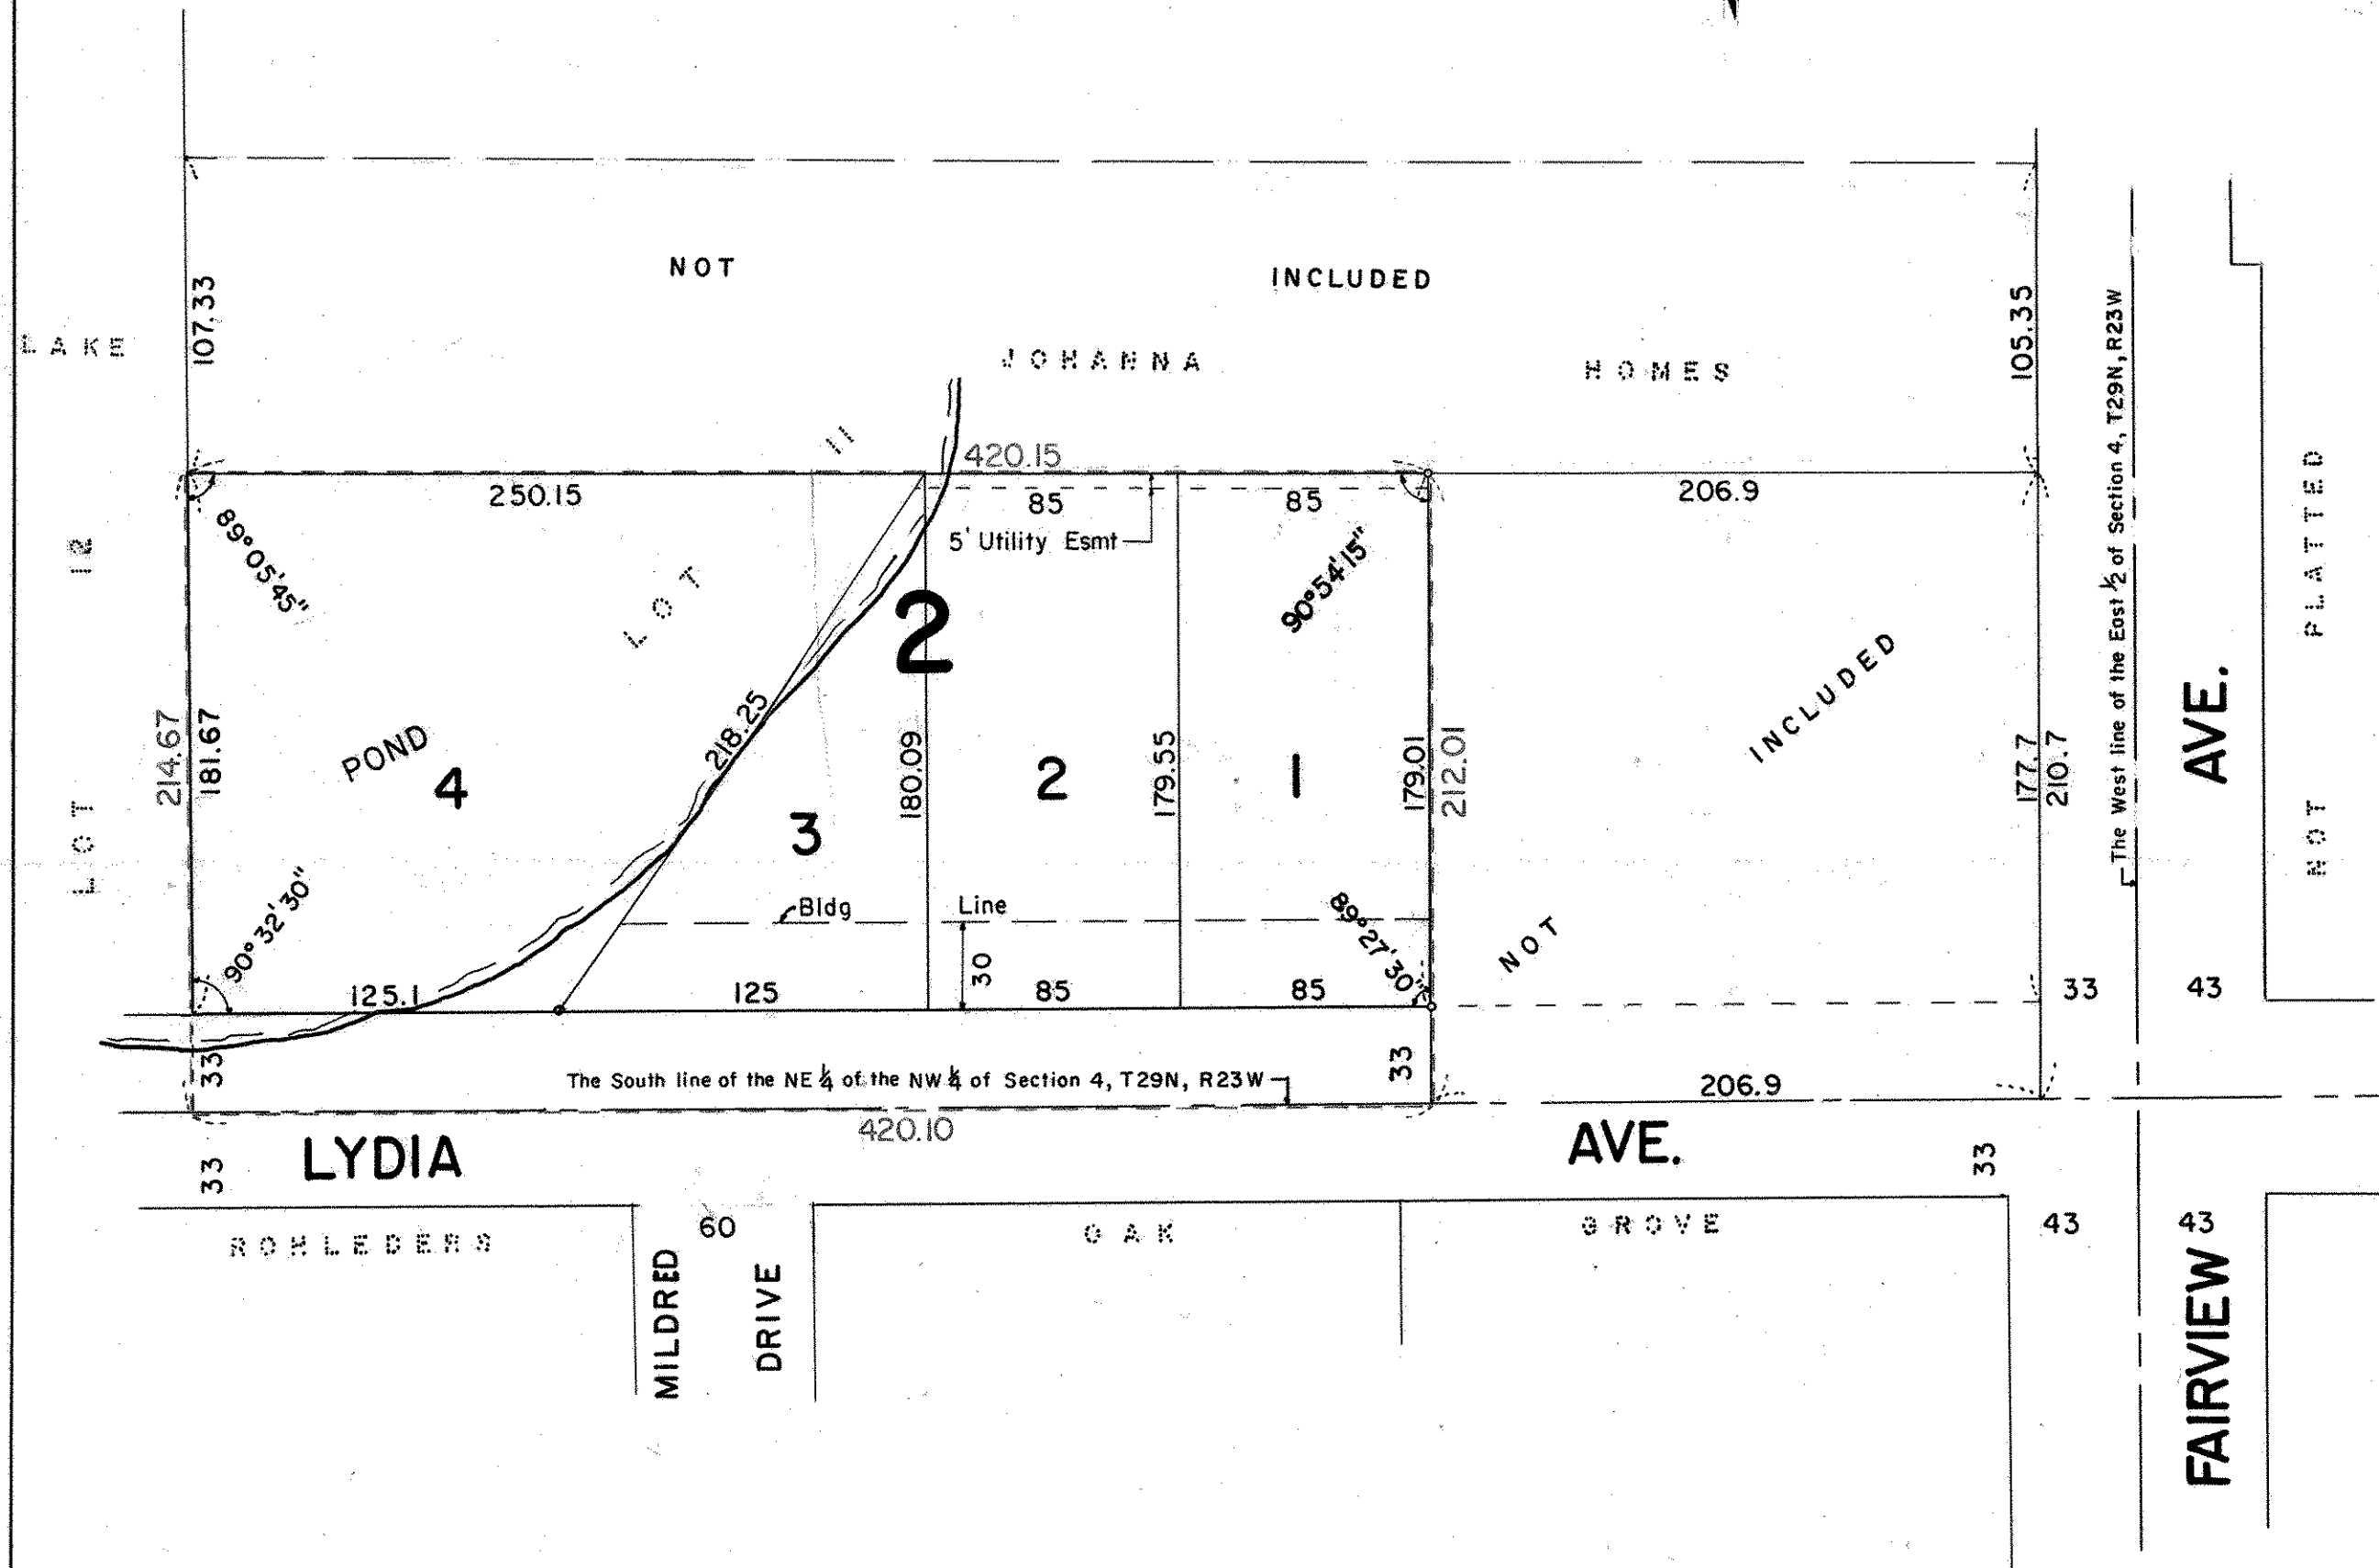 NOT INCLUDED
107.33
105.35
LAKE JOHANNA HOMES
LOT 11
420.15
250.15
85
85
206.9
5' Utility Esmt
89°05'45"
90°54'15"
LOT 12
214.67
181.67
POND
4
218.25
3
180.09
2
2
179.55
1
179.01
212.01
NOT INCLUDED
177.7
210.7
The West line of the East ½ of Section 4, T29N, R23W
NOT PLATTED
Bldg Line
30
90°32'30"
89°27'30"
125.1
125
85
85
33
43
33
33
The South line of the NE ¼ of the NW ¼ of Section 4, T29N, R23W
206.9
420.10
LYDIA AVE.
33
33
ROHLEDERS OAK GROVE
60
43
43
MILDRED DRIVE
FAIRVIEW AVE.